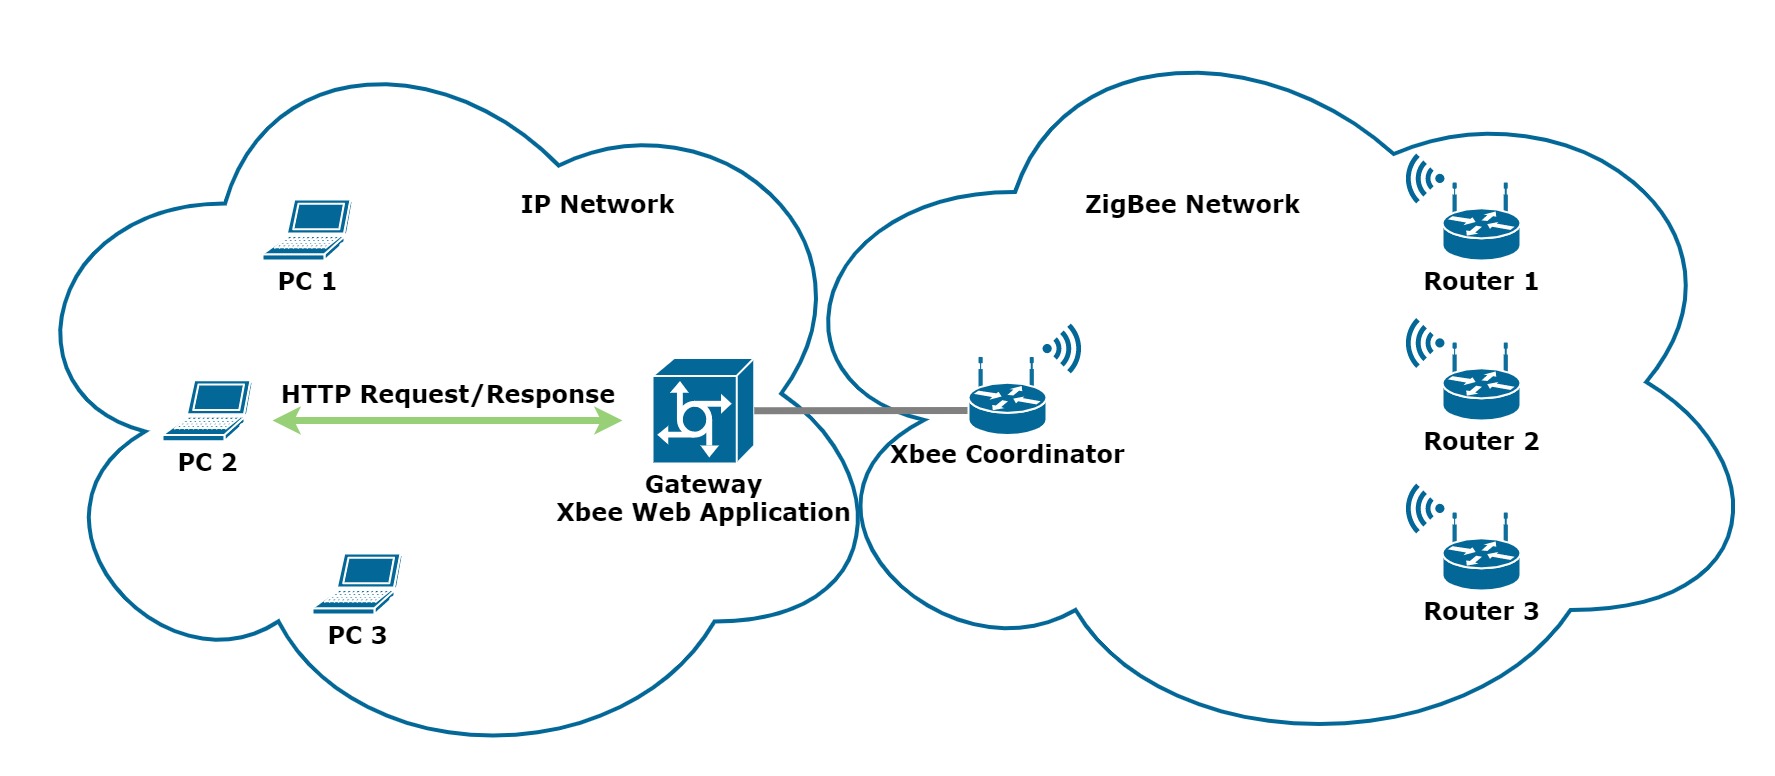 IP Network
ZigBee Network
PC 1
Router 1
HTTP Request/Response
PC 2
Gateway
Xbee Web Application
Xbee Coordinator
Router 2
PC 3
Router 3